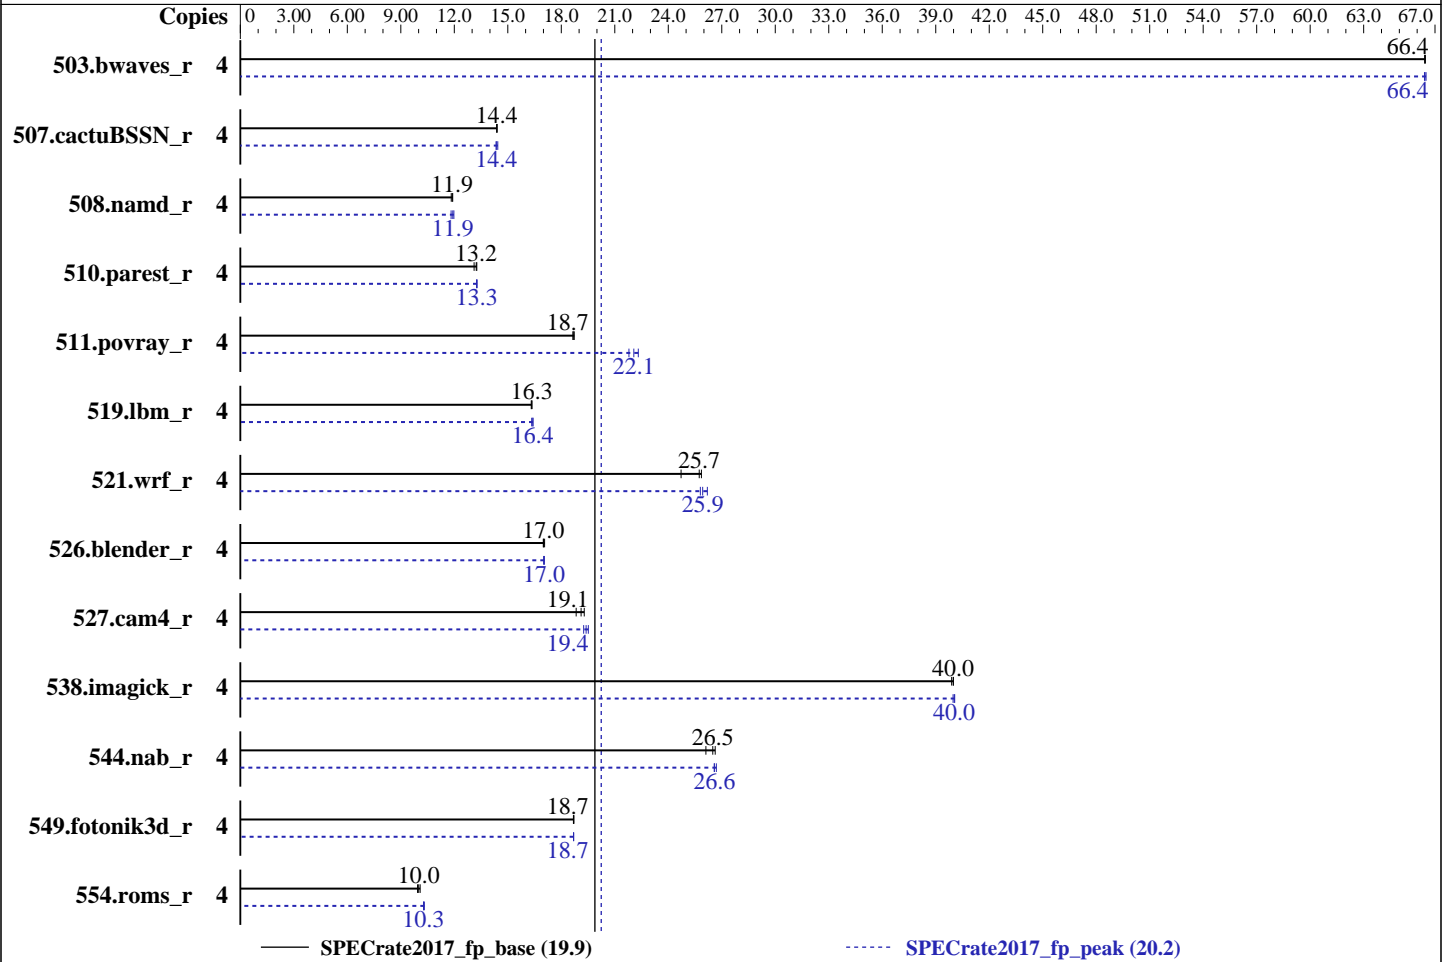 Copies 0 3.00 6.00 9.00 12.0 15.0 18.0 21.0 24.0 27.0 30.0 33.0 36.0 39.0 42.0 45.0 48.0 51.0 54.0 57.0 60.0 63.0 67.0
66.4
503.bwaves_r 4
66.4
14.4
507.cactuBSSN_r 4
14.4
11.9
508.namd_r 4
11.9
13.2
510.parest_r 4
13.3
18.7
511.povray_r 4
22.1
16.3
519.lbm_r 4
16.4
25.7
521.wrf_r 4
25.9
17.0
526.blender_r 4
17.0
19.1
527.cam4_r 4
19.4
40.0
538.imagick_r 4
40.0
26.5
544.nab_r 4
26.6
18.7
549.fotonik3d_r 4
18.7
10.0
554.roms_r 4
10.3
SPECrate2017_fp_base (19.9) SPECrate2017_fp_peak (20.2)